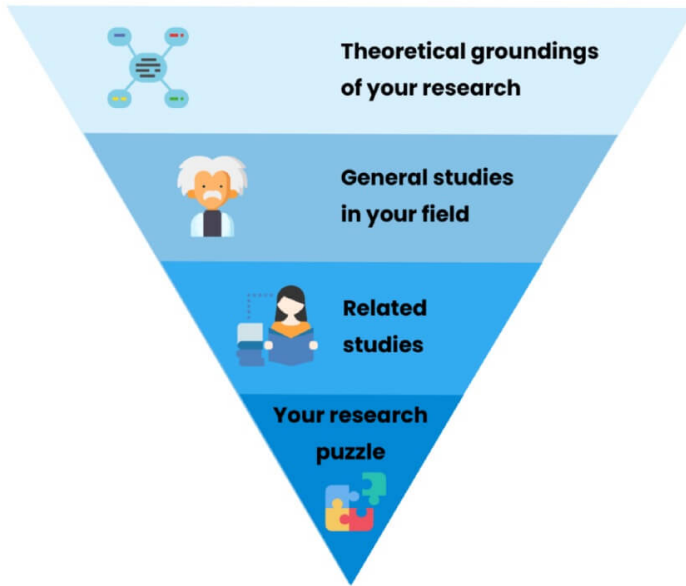 Theoretical groundings
of your research
General studies
in your field
Related
studies
Your research
puzzle